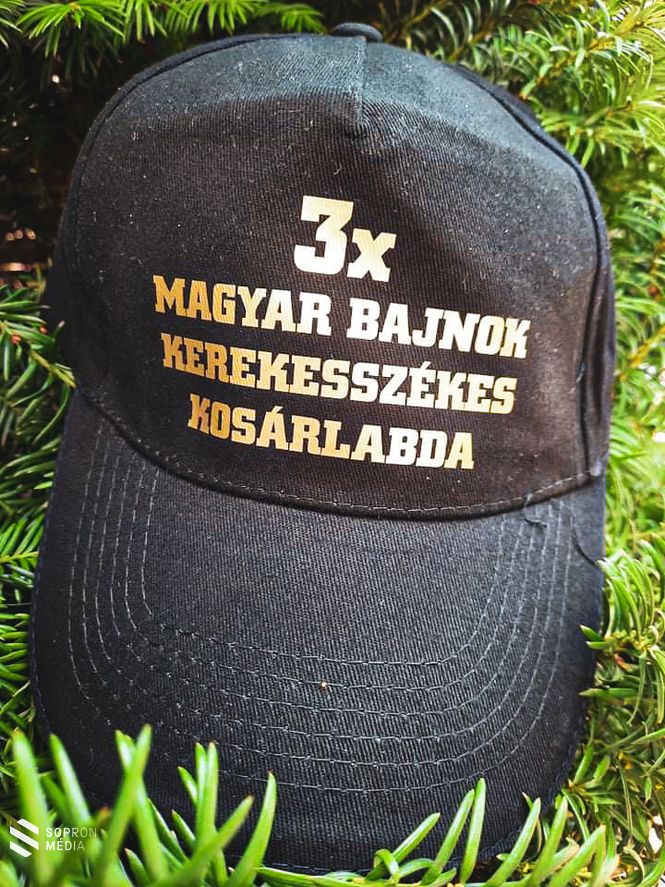 3x
MAGYAR BAJNOK
KEREKESSZÉKES
KOSÁRLABDA
SOPRON
MÉDIA